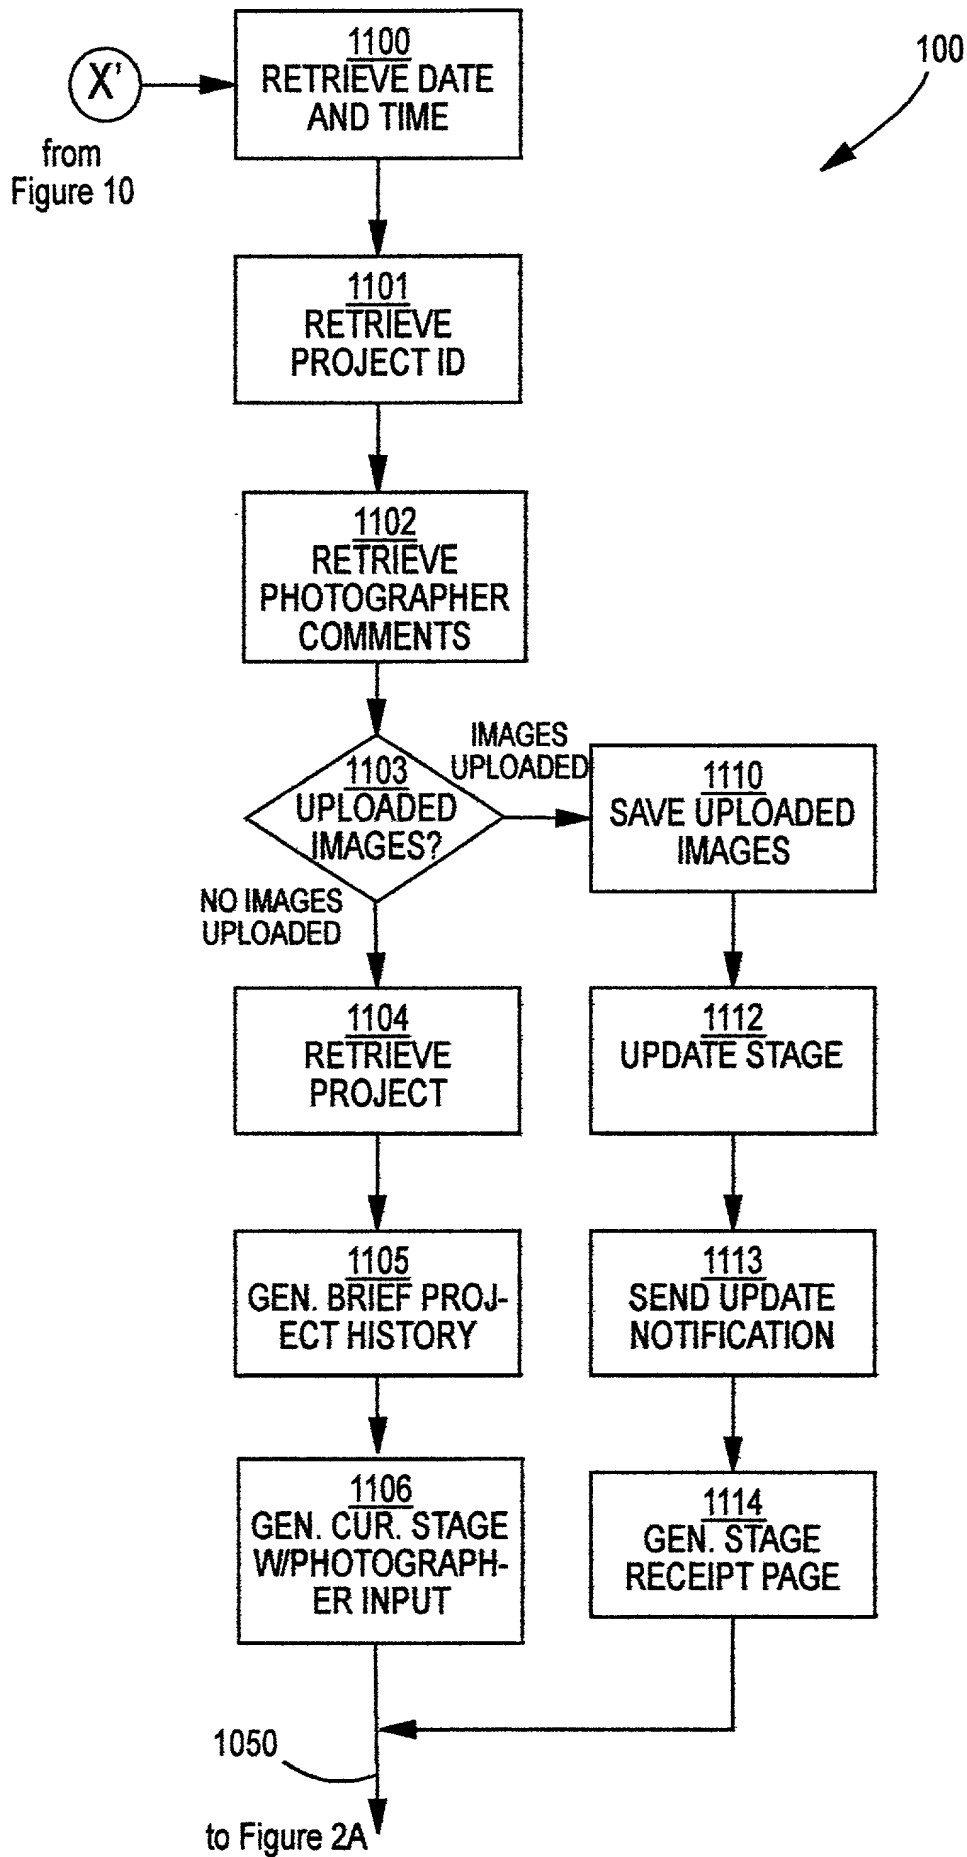 1100
RETRIEVE DATE
AND TIME
100
X'
from
Figure 10
1101
RETRIEVE
PROJECT ID
1102
RETRIEVE
PHOTOGRAPHER
COMMENTS
1103
UPLOADED
IMAGES?
IMAGES
UPLOADED
1110
SAVE UPLOADED
IMAGES
NO IMAGES
UPLOADED
1104
RETRIEVE
PROJECT
1112
UPDATE STAGE
1105
GEN. BRIEF PROJ-
ECT HISTORY
1113
SEND UPDATE
NOTIFICATION
1106
GEN. CUR. STAGE
W/PHOTOGRAPH-
ER INPUT
1114
GEN. STAGE
RECEIPT PAGE
1050
to Figure 2A